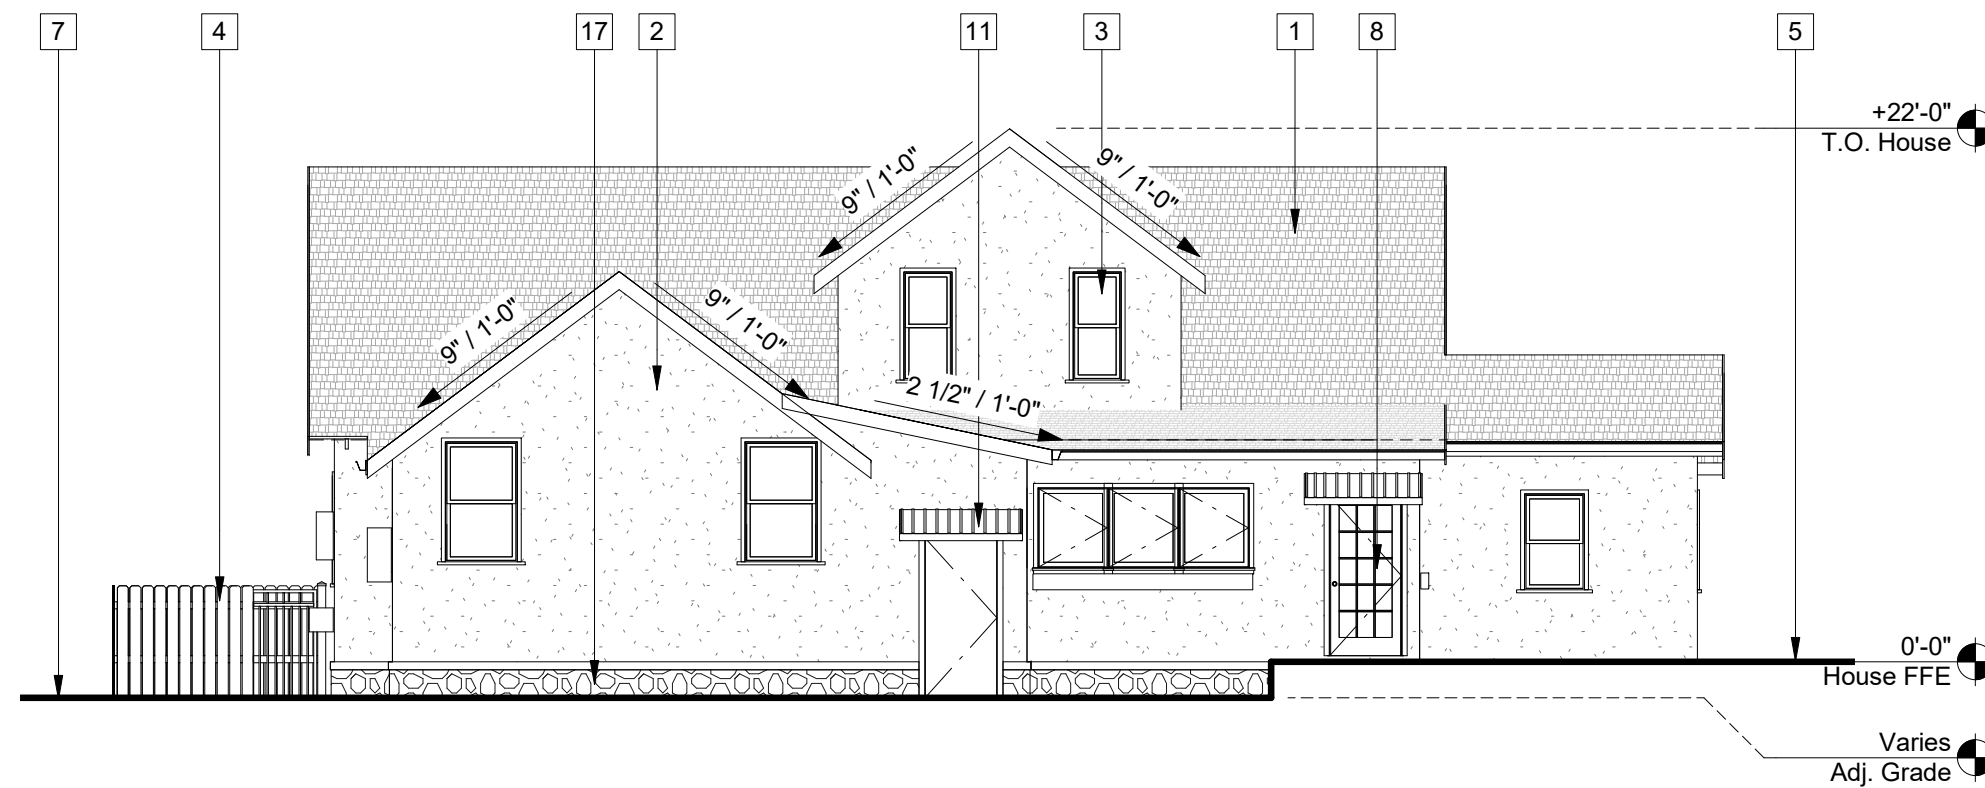 7
4
17
2
11
3
1
8
5
+22'-0"
T.O. House
9" / 1'-0"
9" / 1'-0"
9" / 1'-0"
9" / 1'-0"
2 1/2" / 1'-0"
0'-0"
House FFE
Varies
Adj. Grade